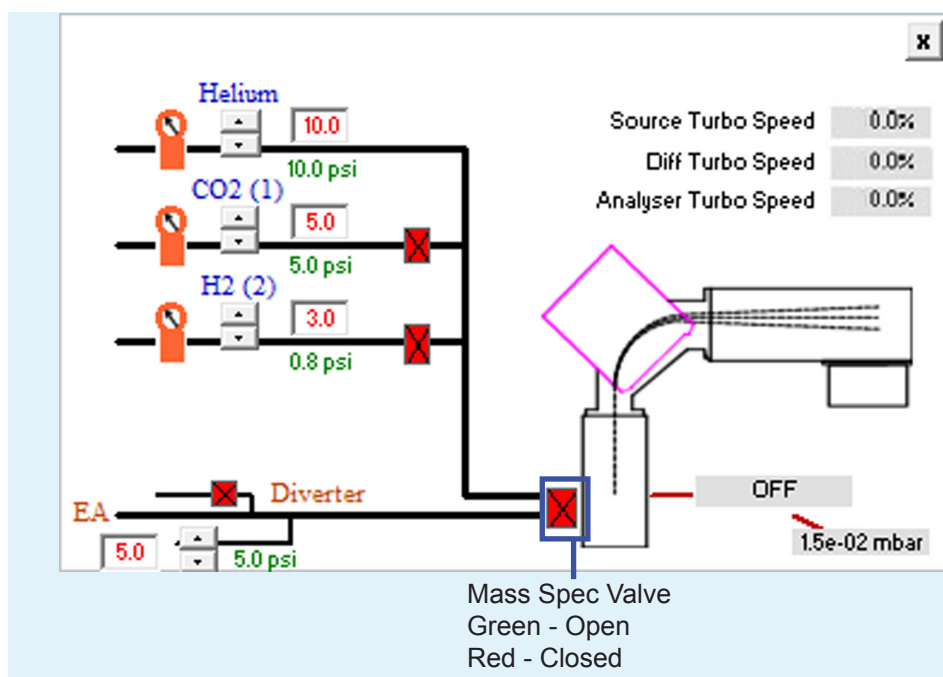 x
Helium
10.0
10.0 psi
Source Turbo Speed 0.0%
Diff Turbo Speed 0.0%
Analyser Turbo Speed 0.0%
CO2 (1)
5.0
5.0 psi
H2 (2)
3.0
0.8 psi
Diverter
EA
5.0
5.0 psi
OFF
1.5e-02 mbar
Mass Spec Valve
Green - Open
Red - Closed